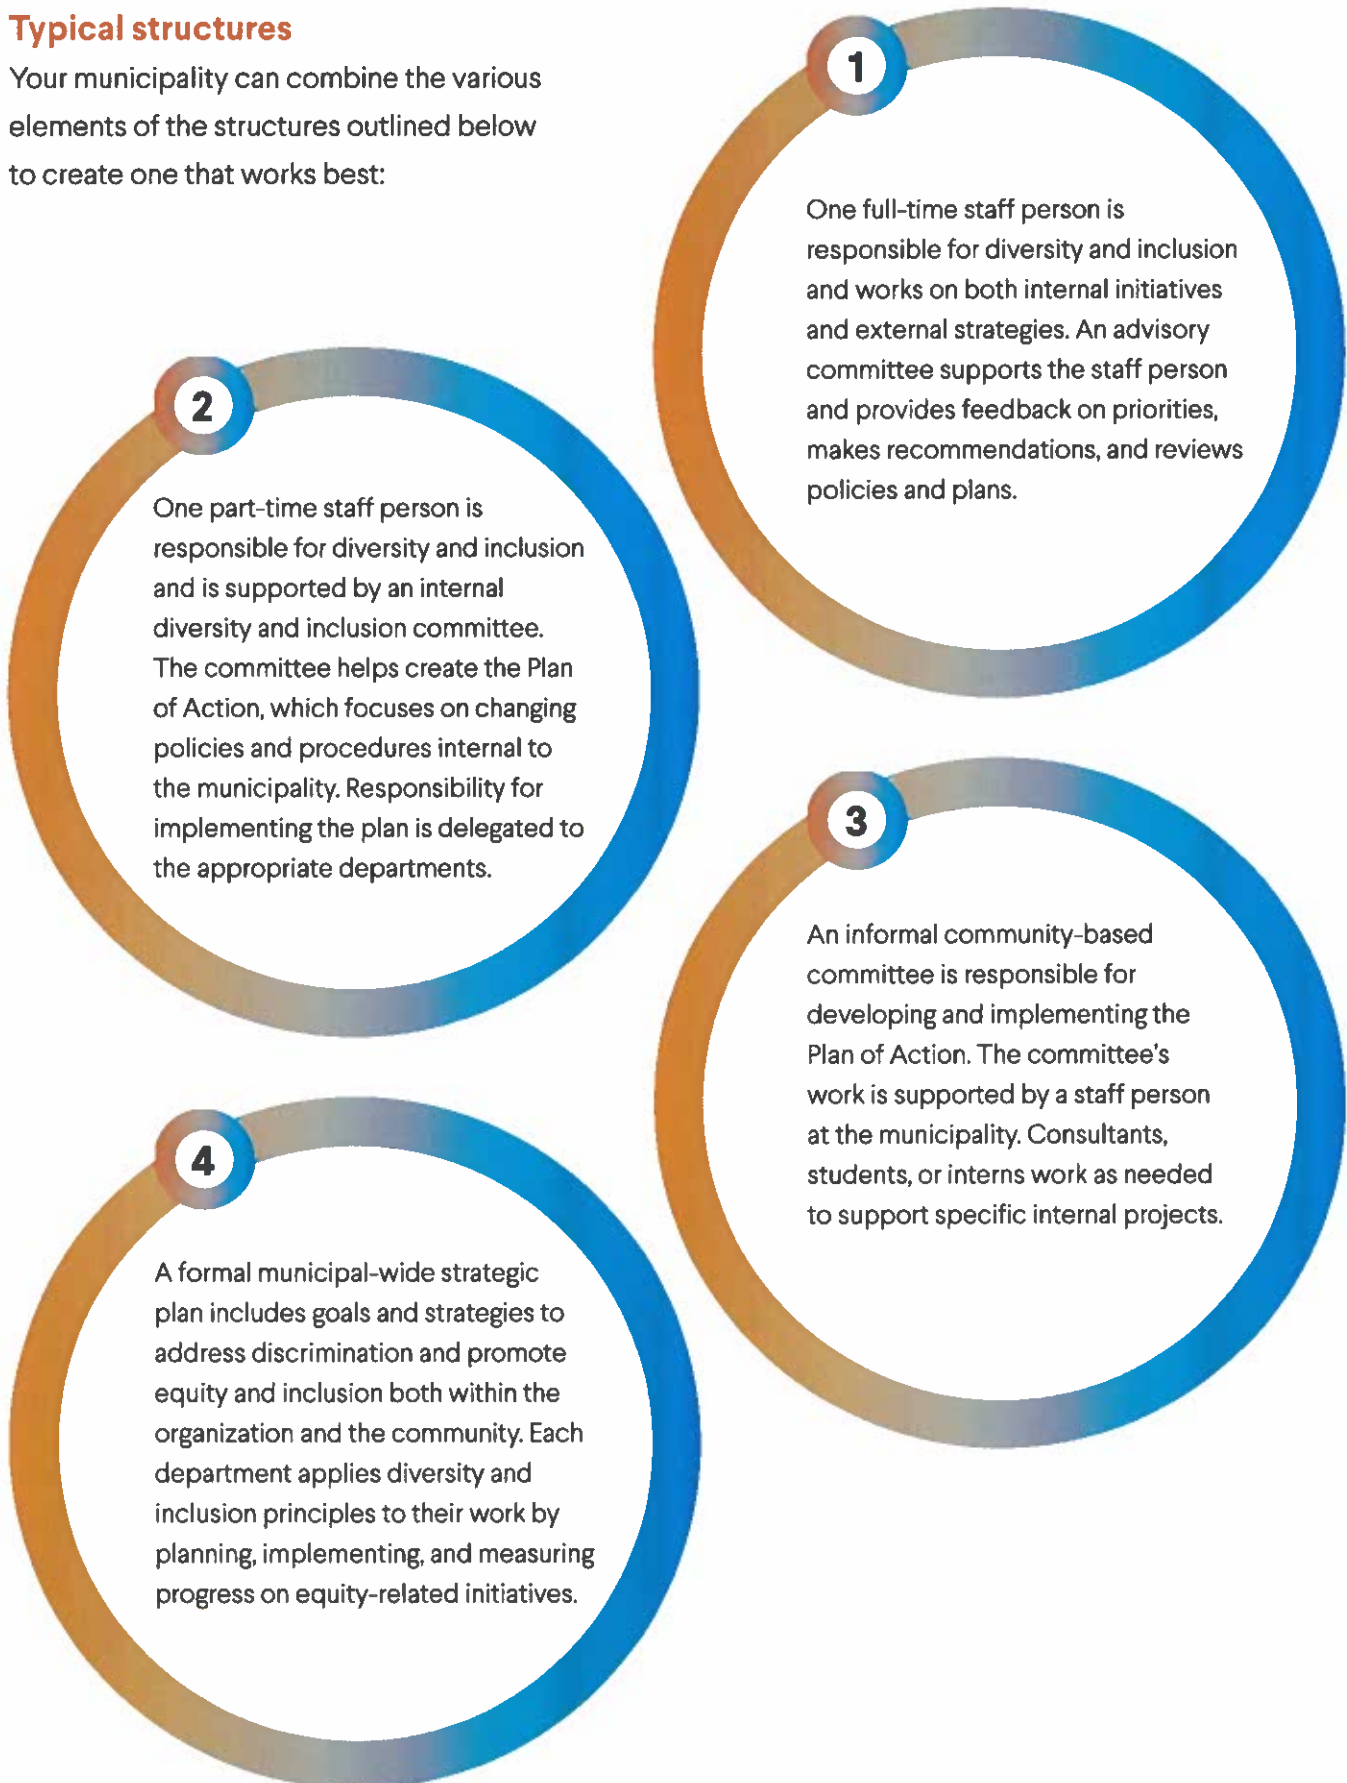 Typical structures
Your municipality can combine the various
elements of the structures outlined below
to create one that works best:
1
One full-time staff person is
responsible for diversity and inclusion
and works on both internal initiatives
and external strategies. An advisory
committee supports the staff person
and provides feedback on priorities,
makes recommendations, and reviews
policies and plans.
2
One part-time staff person is
responsible for diversity and inclusion
and is supported by an internal
diversity and inclusion committee.
The committee helps create the Plan
of Action, which focuses on changing
policies and procedures internal to
the municipality. Responsibility for
implementing the plan is delegated to
the appropriate departments.
3
An informal community-based
committee is responsible for
developing and implementing the
Plan of Action. The committee's
work is supported by a staff person
at the municipality. Consultants,
students, or interns work as needed
to support specific internal projects.
4
A formal municipal-wide strategic
plan includes goals and strategies to
address discrimination and promote
equity and inclusion both within the
organization and the community. Each
department applies diversity and
inclusion principles to their work by
planning, implementing, and measuring
progress on equity-related initiatives.